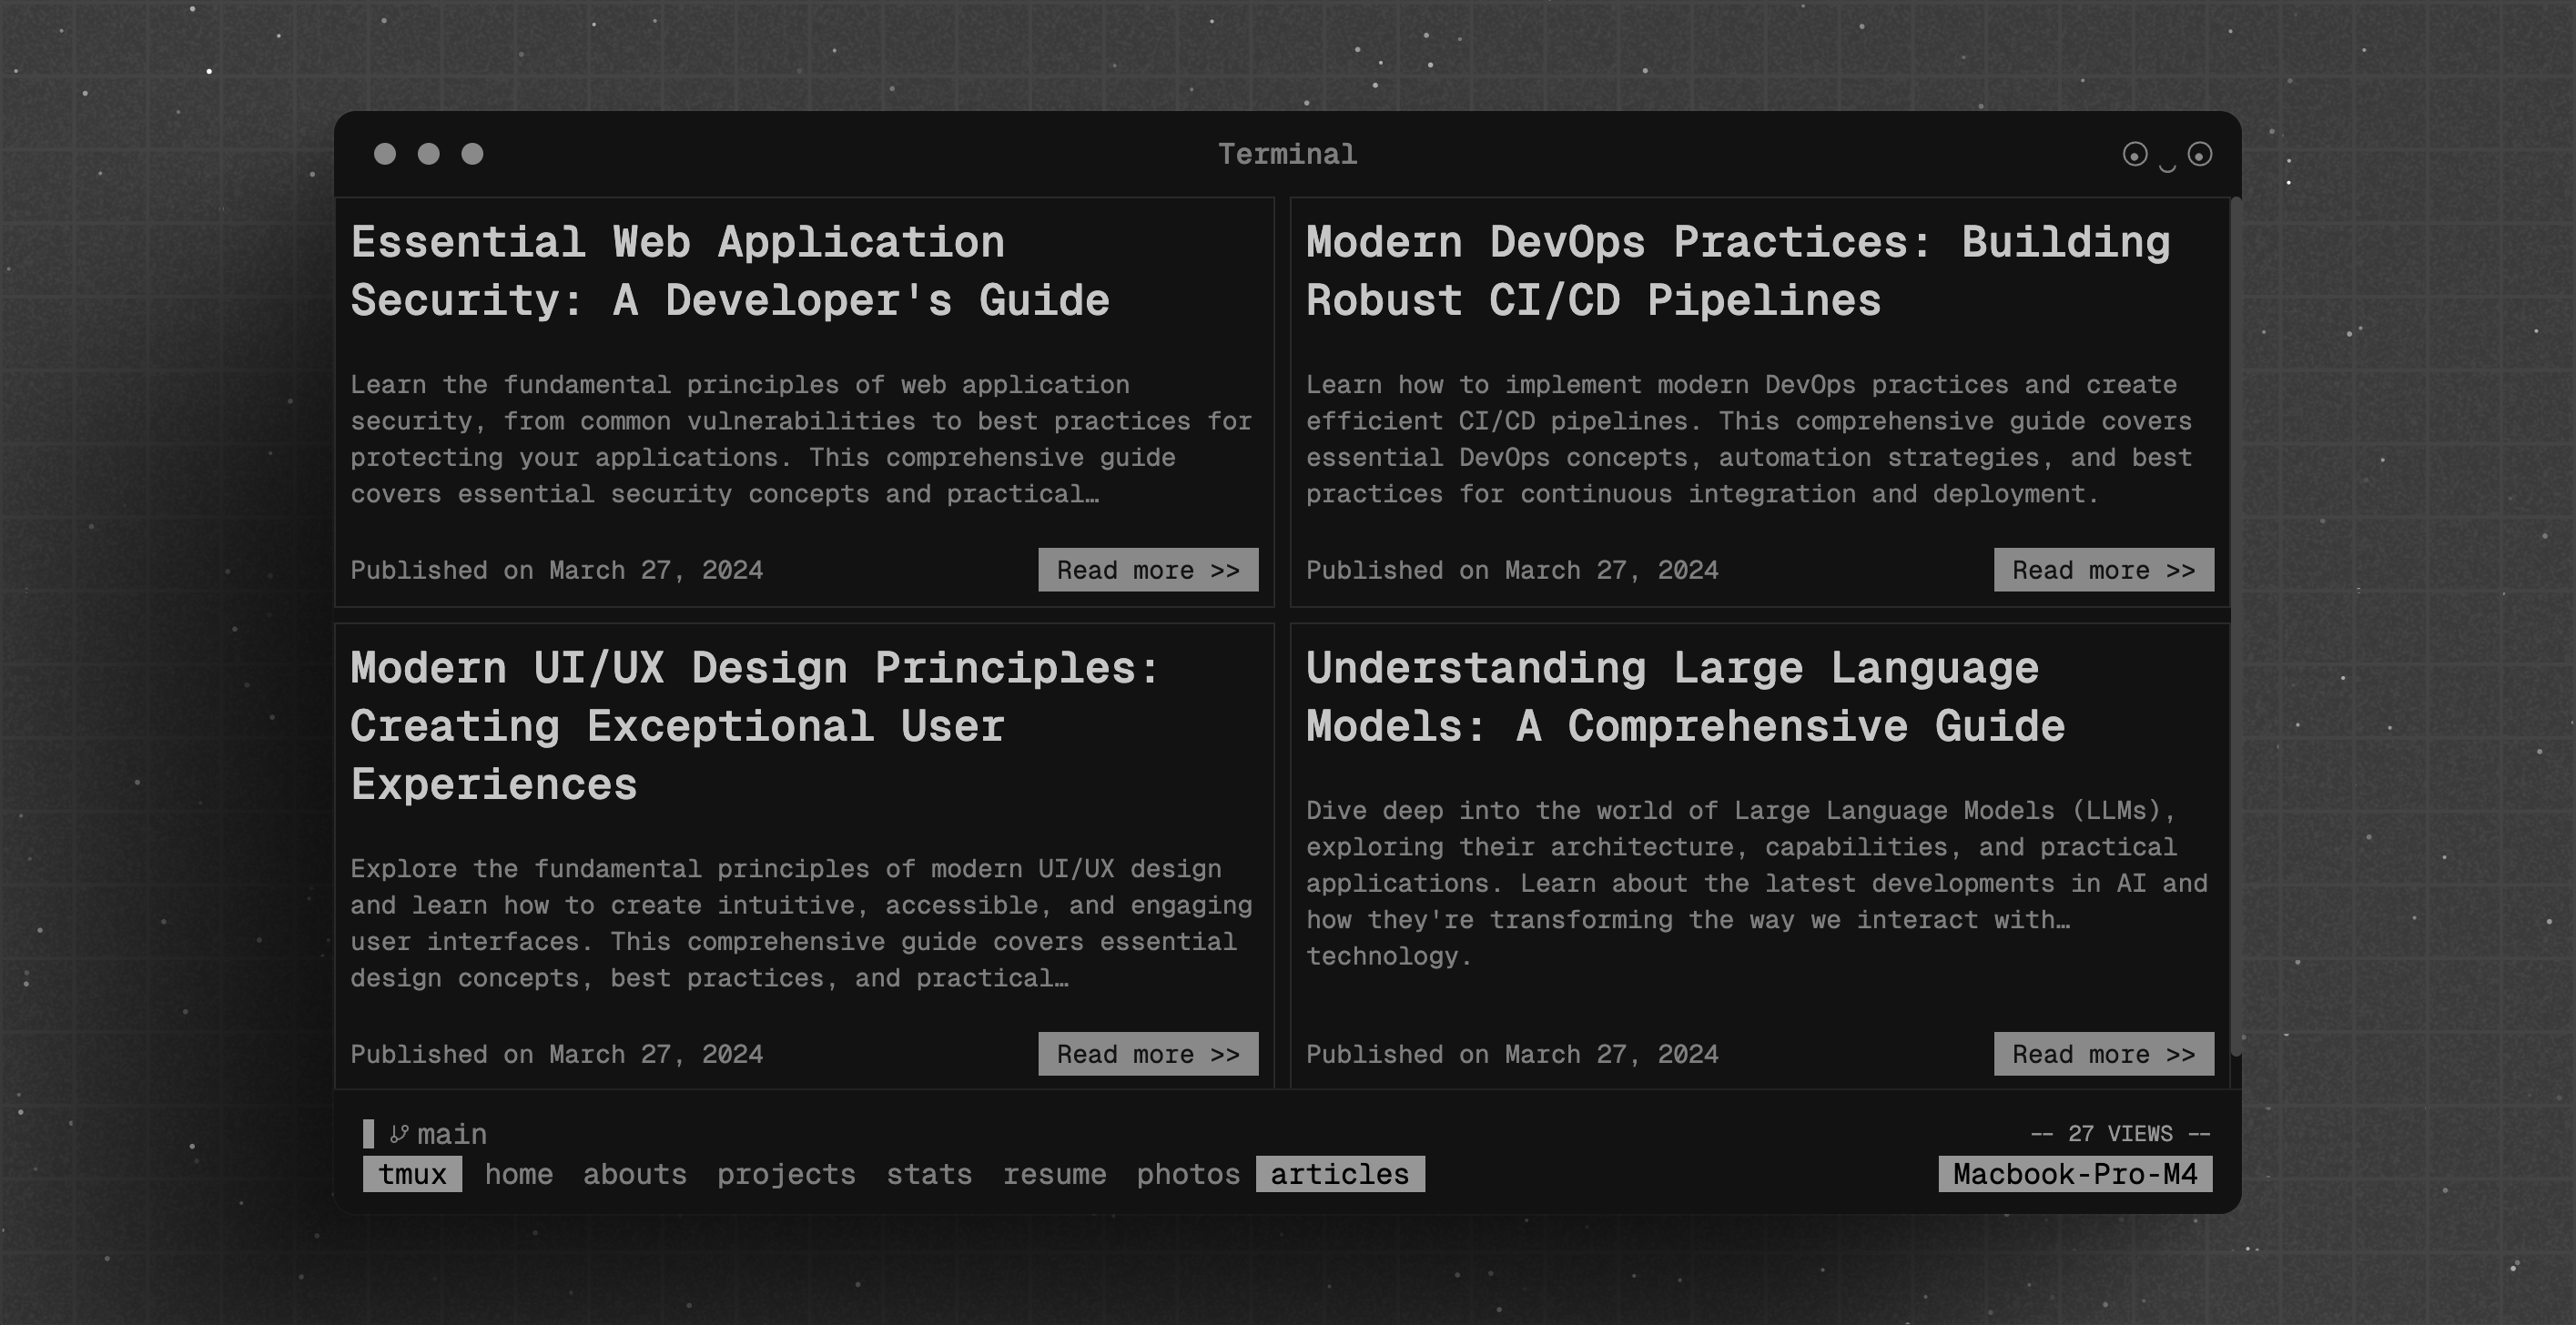 Terminal
Essential Web Application
Security: A Developer's Guide
Learn the fundamental principles of web application
security, from common vulnerabilities to best practices for
protecting your applications. This comprehensive guide
covers essential security concepts and practical…
Published on March 27, 2024
Read more >>
Modern DevOps Practices: Building
Robust CI/CD Pipelines
Learn how to implement modern DevOps practices and create
efficient CI/CD pipelines. This comprehensive guide covers
essential DevOps concepts, automation strategies, and best
practices for continuous integration and deployment.
Published on March 27, 2024
Read more >>
Modern UI/UX Design Principles:
Creating Exceptional User
Experiences
Explore the fundamental principles of modern UI/UX design
and learn how to create intuitive, accessible, and engaging
user interfaces. This comprehensive guide covers essential
design concepts, best practices, and practical…
Published on March 27, 2024
Read more >>
Understanding Large Language
Models: A Comprehensive Guide
Dive deep into the world of Large Language Models (LLMs),
exploring their architecture, capabilities, and practical
applications. Learn about the latest developments in AI and
how they're transforming the way we interact with…
technology.
Published on March 27, 2024
Read more >>
main
-- 27 VIEWS --
tmux home abouts projects stats resume photos articles
Macbook-Pro-M4